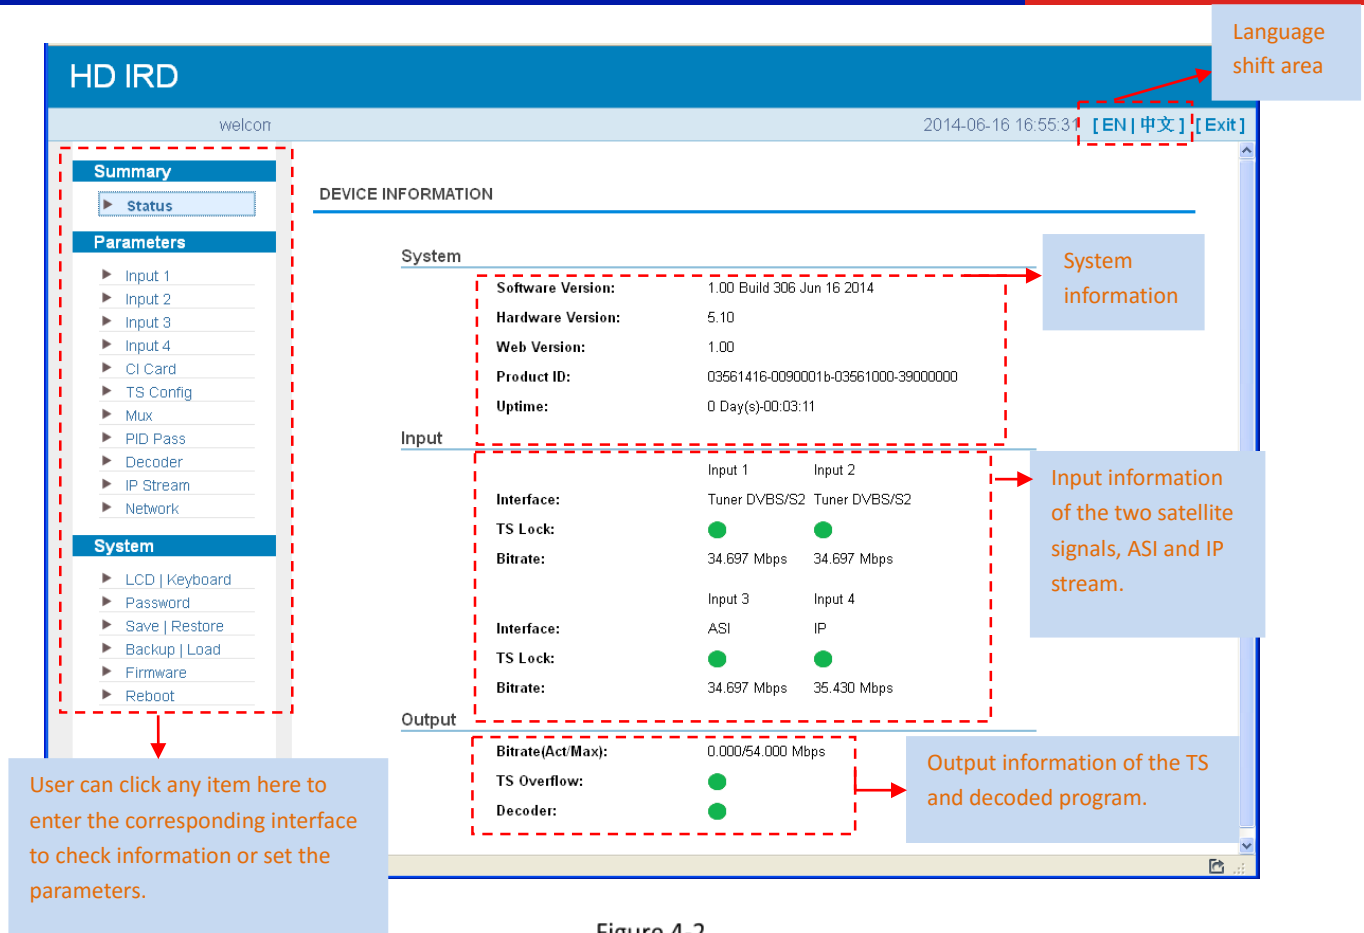 Language
shift area
HD IRD
welcom
2014-06-16 16:55:31 [ EN | 中文 ] [ Exit ]
Summary
Status
Parameters
Input 1
Input 2
Input 3
Input 4
CI Card
TS Config
Mux
PID Pass
Decoder
IP Stream
Network
System
LCD | Keyboard
Password
Save | Restore
Backup | Load
Firmware
Reboot
User can click any item here to
enter the corresponding interface
to check information or set the
parameters.
DEVICE INFORMATION
System
Software Version: 1.00 Build 306 Jun 16 2014
Hardware Version: 5.10
Web Version: 1.00
Product ID: 03561416-0090001b-03561000-39000000
Uptime: 0 Day(s)-00:03:11
System
information
Input
Input 1 Input 2
Interface: Tuner DVBS/S2 Tuner DVBS/S2
TS Lock:
Bitrate: 34.697 Mbps 34.697 Mbps
Input 3 Input 4
Interface: ASI IP
TS Lock:
Bitrate: 34.697 Mbps 35.430 Mbps
Input information
of the two satellite
signals, ASI and IP
stream.
Output
Bitrate(Act/Max): 0.000/54.000 Mbps
TS Overflow:
Decoder:
Output information of the TS
and decoded program.
Figure 4-2